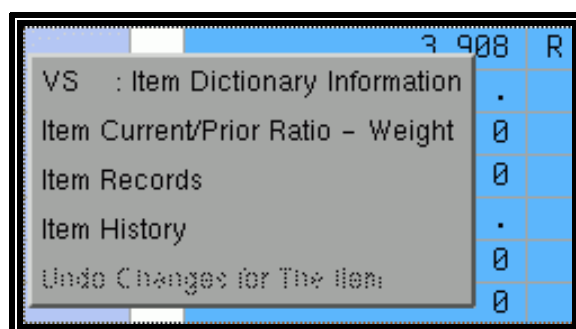 3 908 R
VS : Item Dictionary Information
.
Item Current/Prior Ratio – Weight
0
Item Records
0
Item History
.
Undo Changes for The Item
0
0